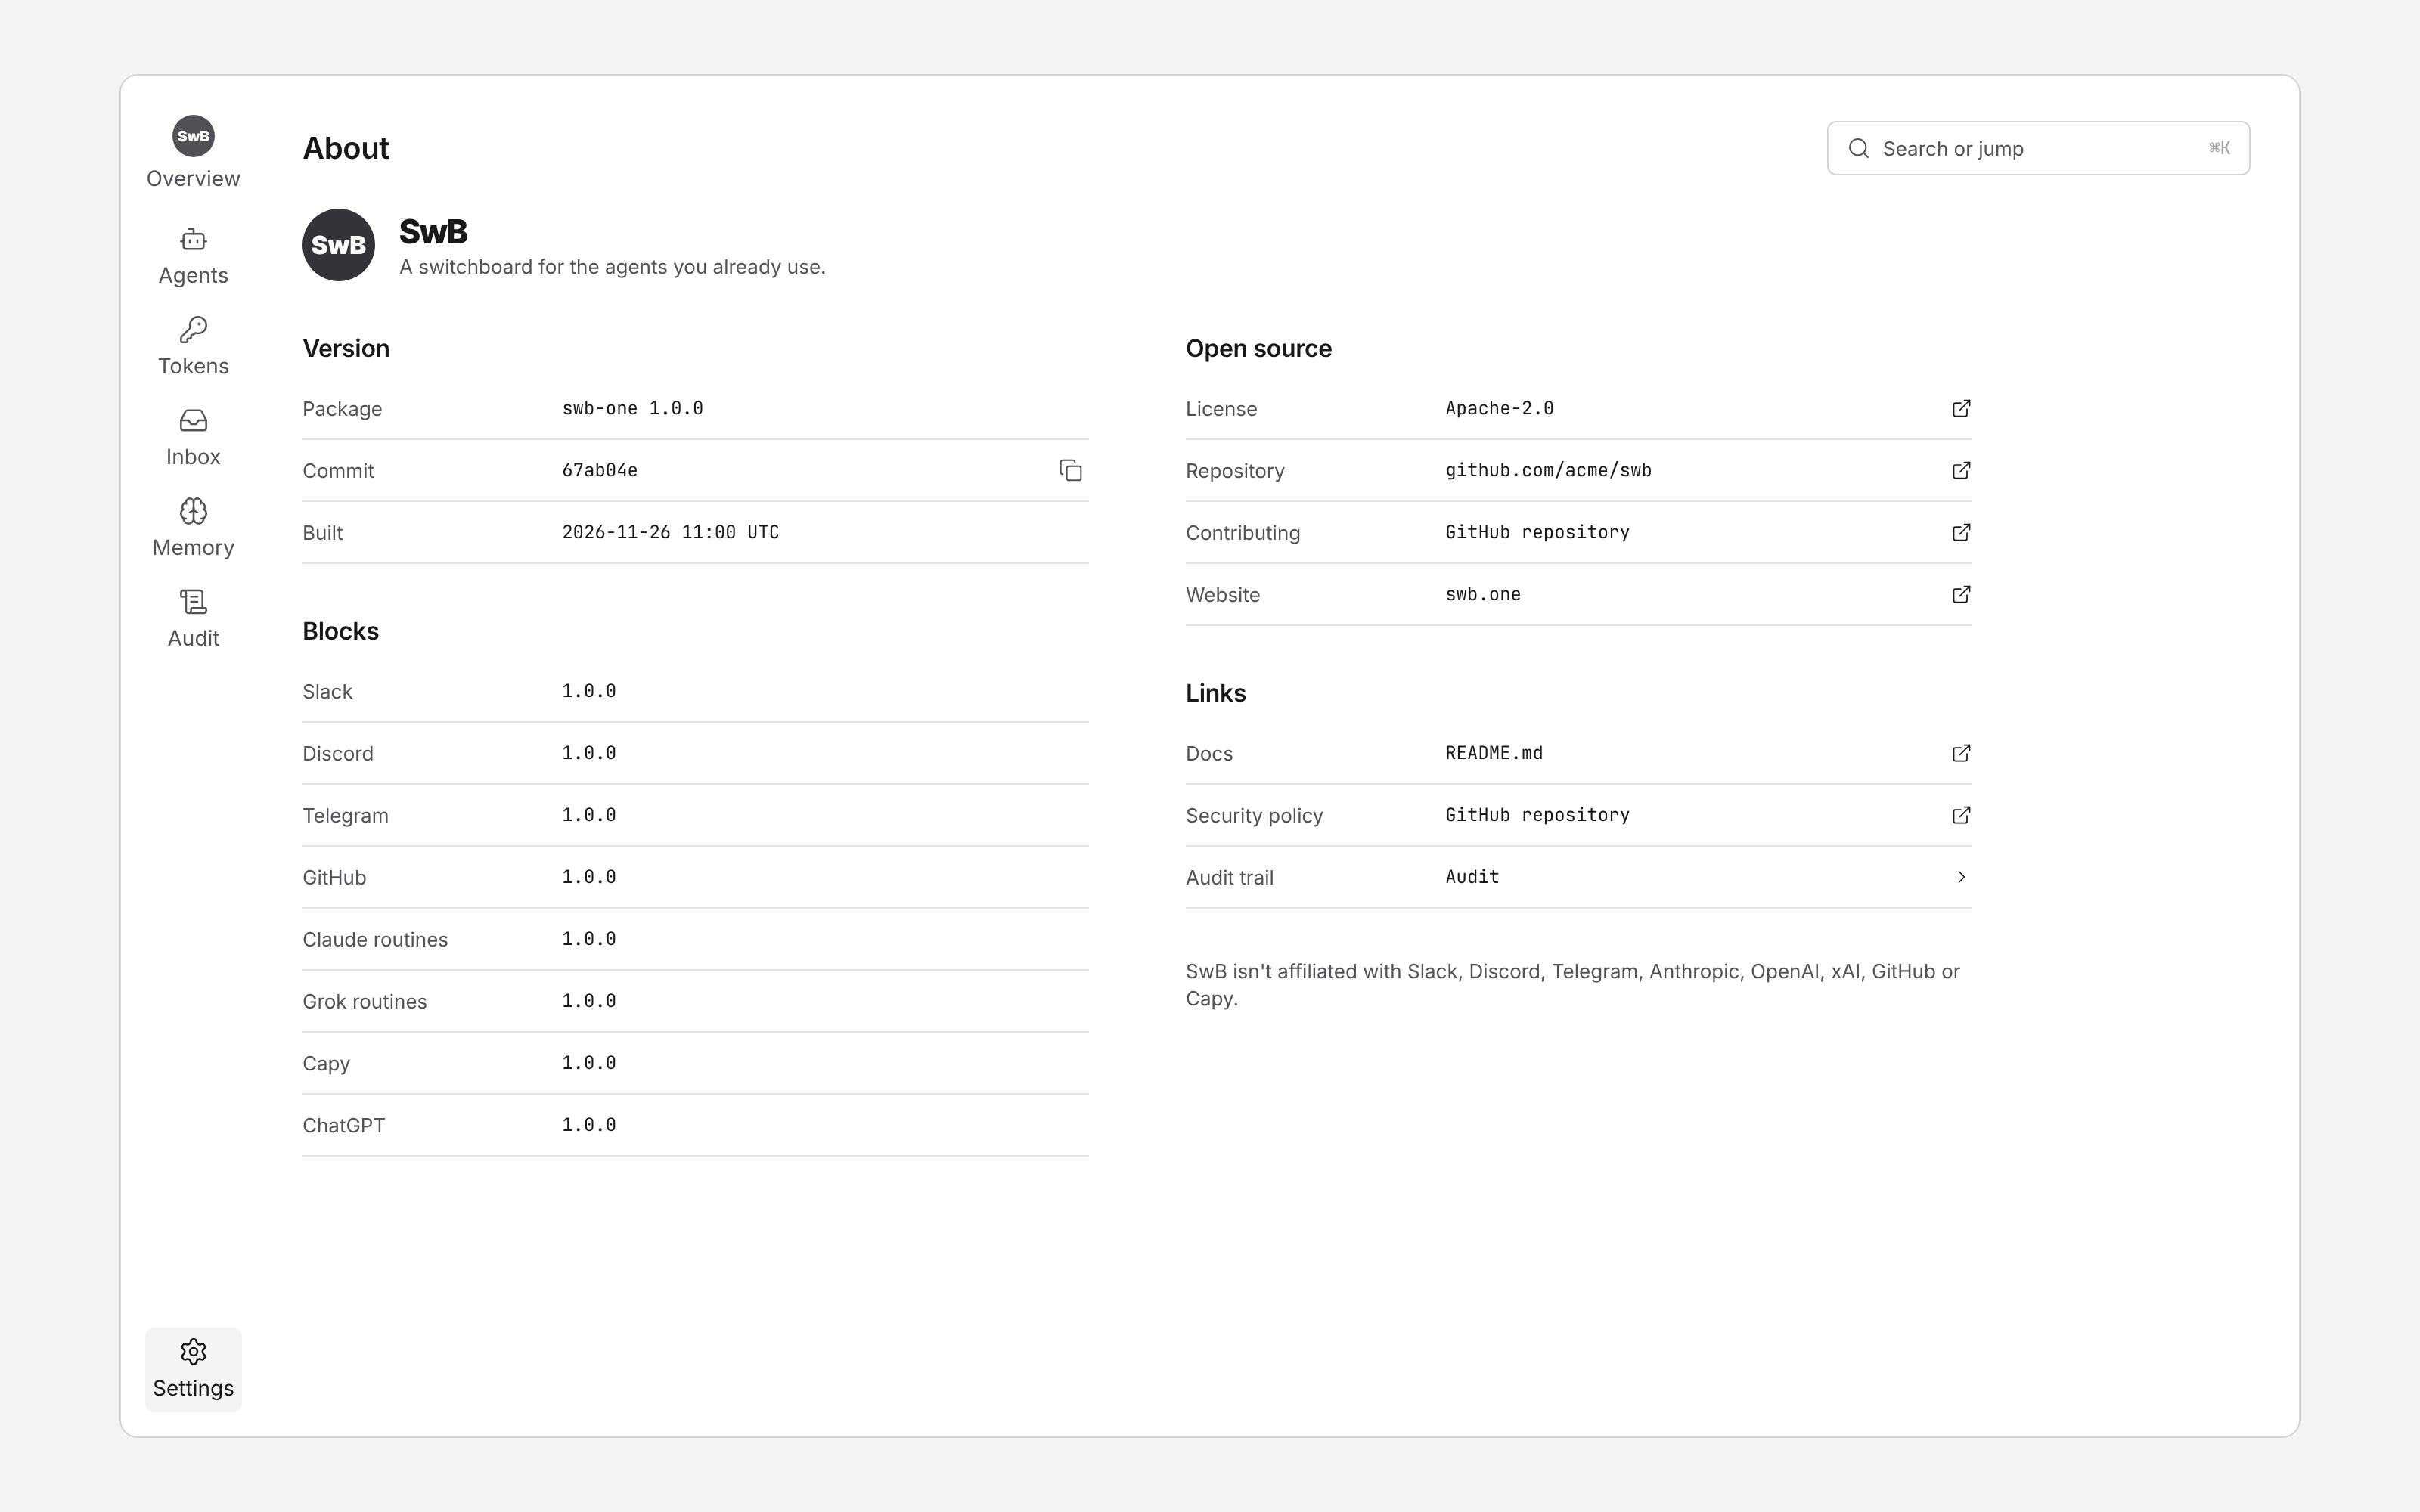 SwB
Overview
Agents
Tokens
Inbox
Memory
Audit
Settings
About
Search or jump ⌘K
SwB
SwB
A switchboard for the agents you already use.
Version
Package swb-one 1.0.0
Commit 67ab04e
Built 2026-11-26 11:00 UTC
Blocks
Slack 1.0.0
Discord 1.0.0
Telegram 1.0.0
GitHub 1.0.0
Claude routines 1.0.0
Grok routines 1.0.0
Capy 1.0.0
ChatGPT 1.0.0
Open source
License Apache-2.0
Repository github.com/acme/swb
Contributing GitHub repository
Website swb.one
Links
Docs README.md
Security policy GitHub repository
Audit trail Audit
SwB isn't affiliated with Slack, Discord, Telegram, Anthropic, OpenAI, xAI, GitHub or
Capy.